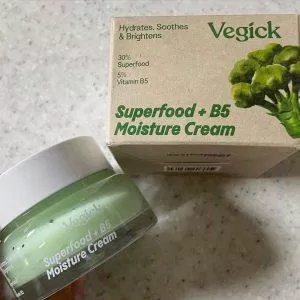 Hydrates, Soothes
& Brightens
Vegick
30%
Superfood
5%
Vitamin B5
Superfood + B5
Moisture Cream
Vegick
Superfood + B5
Moisture Cream